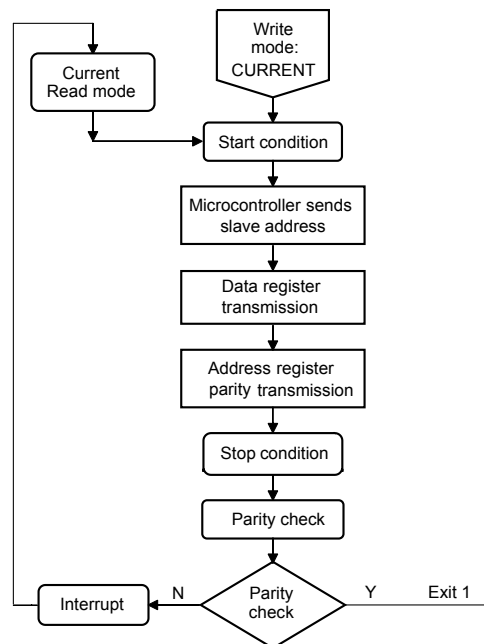 Write
mode:
CURRENT
Current
Read mode
Start condition
Microcontroller sends
slave address
Data register
transmission
Address register
parity transmission
Stop condition
Parity check
Interrupt
N
Parity
check
Y
Exit 1